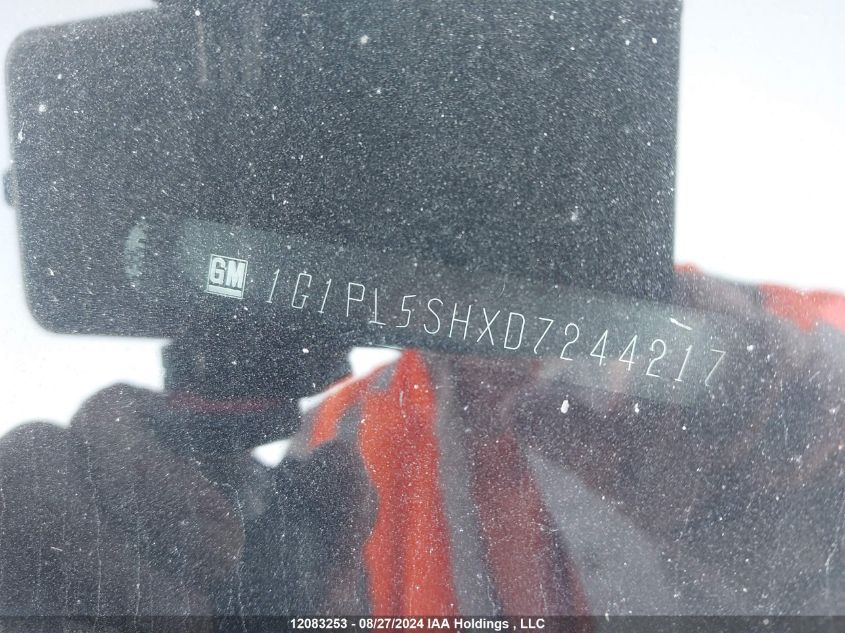 GM 1G1PL5SHXD7244217
12083253 - 08/27/2024 IAA Holdings , LLC